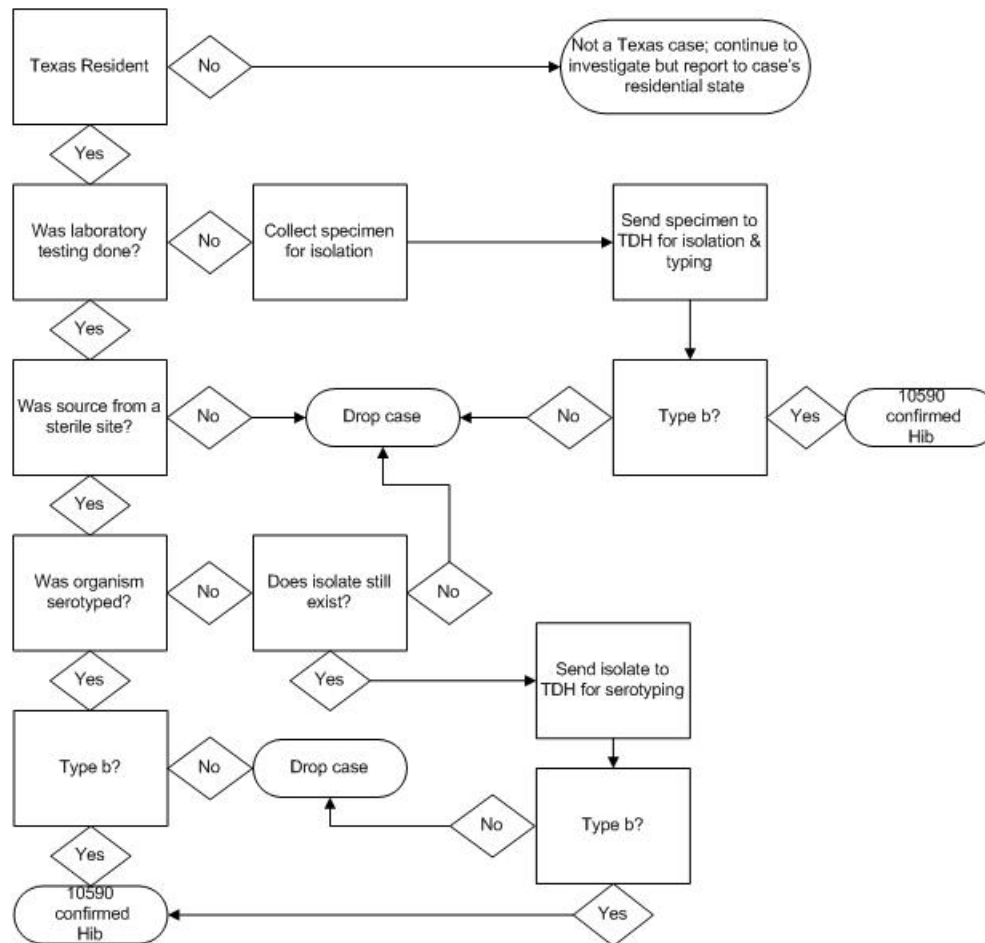 Texas Resident
No
Not a Texas case; continue to
investigate but report to case's
residential state
Yes
Was laboratory
testing done?
No
Collect specimen
for isolation
Send specimen to
TDH for isolation &
typing
Yes
Was source from a
sterile site?
No
Drop case
No
Type b?
Yes
10590
confirmed
Hib
Yes
Was organism
serotyped?
No
Does isolate still
exist?
No
Yes
Yes
Send isolate to
TDH for serotyping
Type b?
No
Drop case
No
Type b?
Yes
10590
confirmed
Hib
Yes